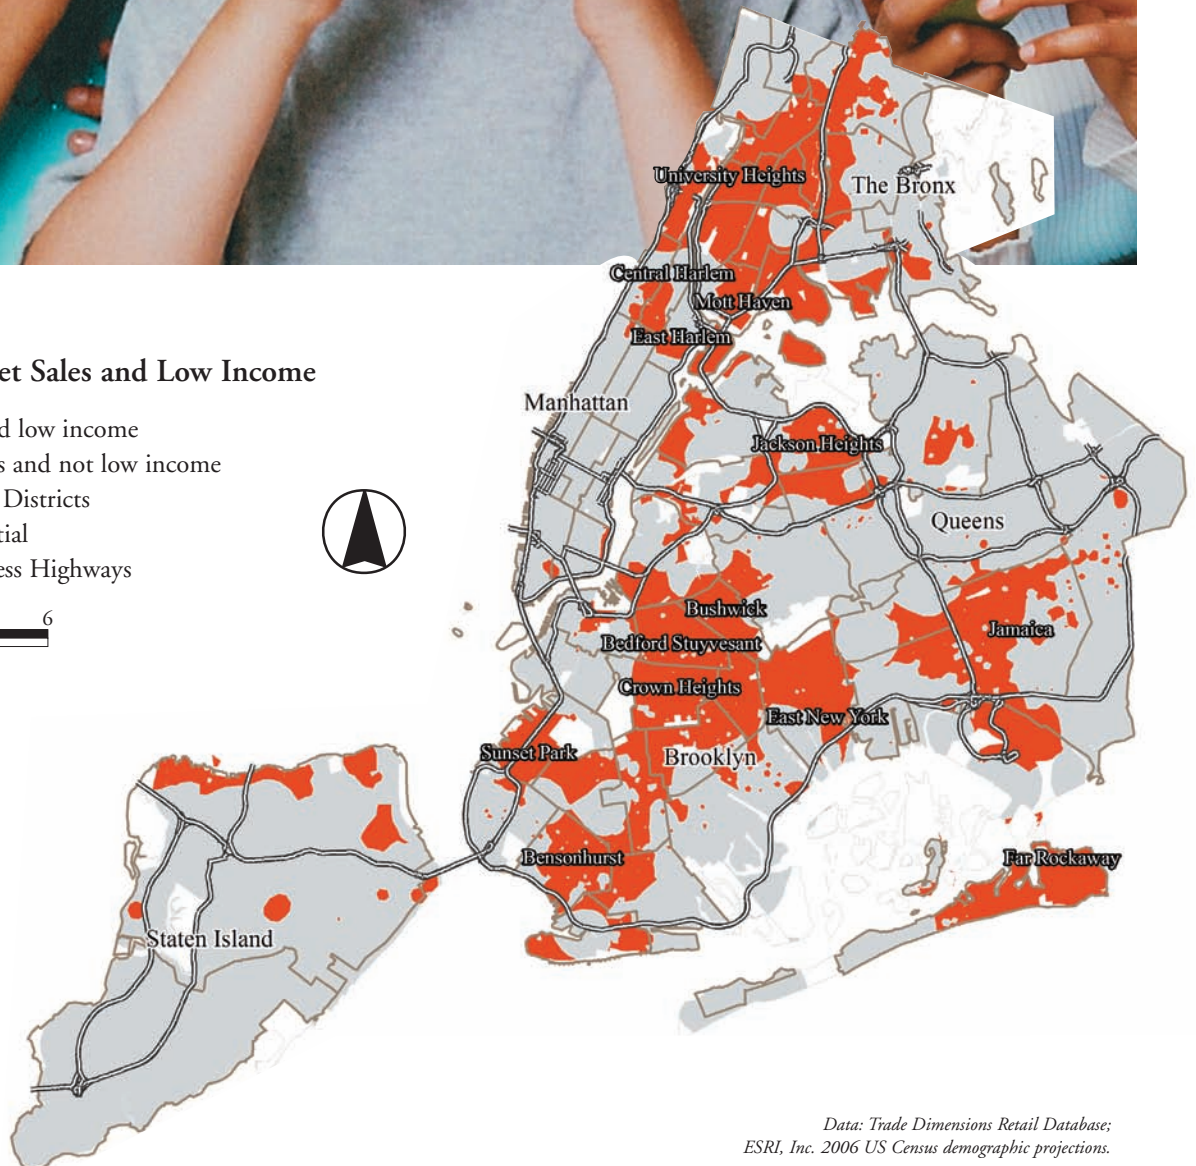 University Heights
The Bronx
Central Harlem
Mott Haven
East Harlem
et Sales and Low Income
Manhattan
d low income
Jackson Heights
s and not low income
Districts
Queens
tial
ess Highways
6
Bushwick
Jamaica
Bedford Stuyvesant
Crown Heights
East New York
Sunset Park
Brooklyn
Bensonhurst
Far Rockaway
Staten Island
Data: Trade Dimensions Retail Database;
ESRI, Inc. 2006 US Census demographic projections.